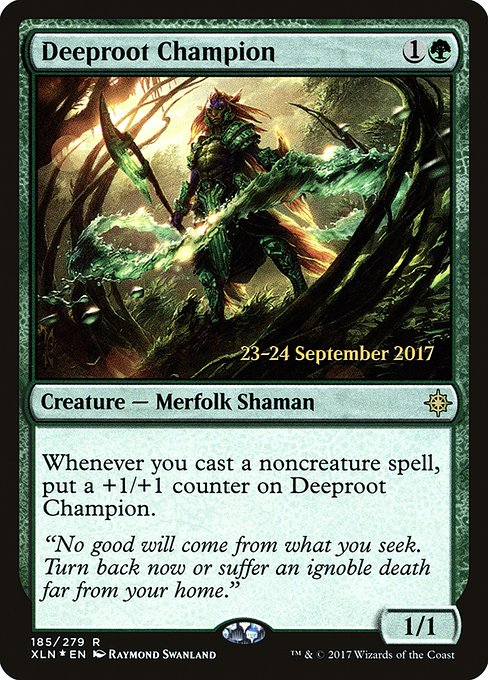 Deeproot Champion 1
23–24 September 2017
Creature — Merfolk Shaman
Whenever you cast a noncreature spell,
put a +1/+1 counter on Deeproot
Champion.
“No good will come from what you seek.
Turn back now or suffer an ignoble death
far from your home.”
1/1
185/279 R
XLN ★ EN Raymond Swanland
™ & © 2017 Wizards of the Coast